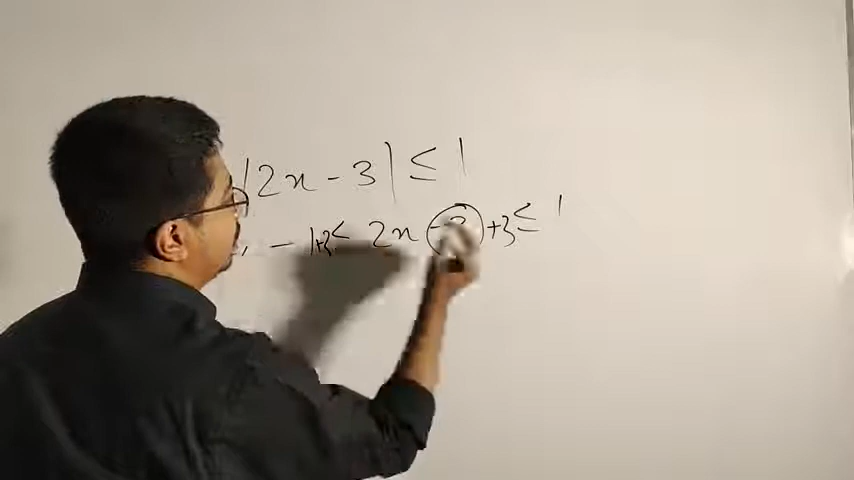 |2x - 3| ≤ 1
, -1+3 ≤ 2x -3 +3 ≤ 1